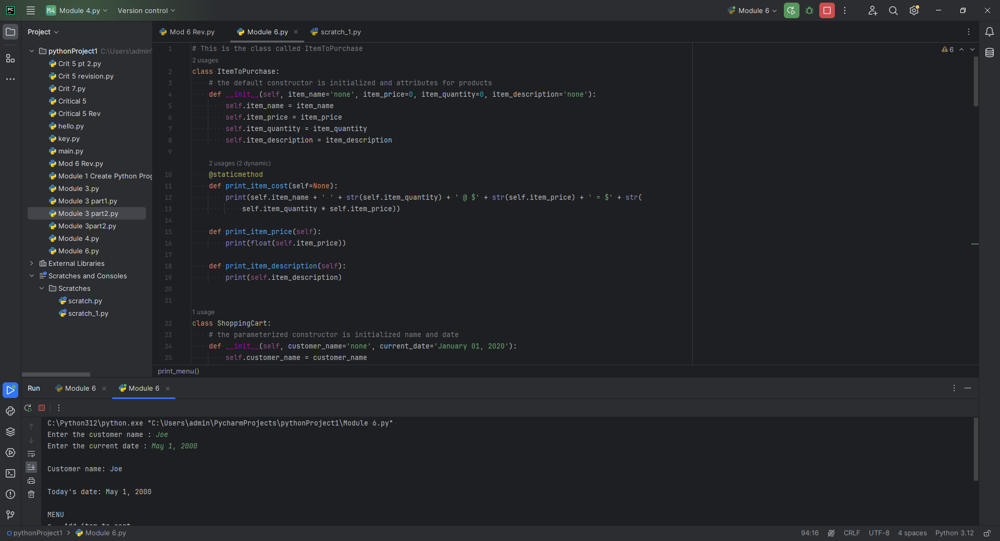 PC M4 Module 4.py Version control Module 6
Project
Mod 6 Rev.py Module 6.py scratch_1.py
pythonProject1 C:\Users\admin\
Crit 5 pt 2.py
Crit 5 revision.py
Crit 7.py
Critical 5
Critical 5 Rev
hello.py
key.py
main.py
Mod 6 Rev.py
Module 1 Create Python Prog
Module 3.py
Module 3 part1.py
Module 3 part2.py
Module 3part2.py
Module 4.py
Module 6.py
External Libraries
Scratches and Consoles
Scratches
scratch.py
scratch_1.py
6
1 # This is the class called ItemToPurchase
2 usages
2 class ItemToPurchase:
3 # the default constructor is initialized and attributes for products
4 def __init__(self, item_name='none', item_price=0, item_quantity=0, item_description='none'):
5 self.item_name = item_name
6 self.item_price = item_price
7 self.item_quantity = item_quantity
8 self.item_description = item_description
9
2 usages (2 dynamic)
10 @staticmethod
11 def print_item_cost(self=None):
12 print(self.item_name + ' ' + str(self.item_quantity) + ' @ $' + str(self.item_price) + ' = $' + str(
13 self.item_quantity * self.item_price))
14
15 def print_item_price(self):
16 print(float(self.item_price))
17
18 def print_item_description(self):
19 print(self.item_description)
20
21
1 usage
22 class ShoppingCart:
23 # the parameterized constructor is initialized name and date
24 def __init__(self, customer_name='none', current_date='January 01, 2020'):
25 self.customer_name = customer_name
print_menu()
Run Module 6 Module 6
C:\Python312\python.exe "C:\Users\admin\PycharmProjects\pythonProject1\Module 6.py"
Enter the customer name : Joe
Enter the current date : May 1, 2000
Customer name: Joe
Today's date: May 1, 2000
MENU
a - Add item to cart
pythonProject1 Module 6.py 94:16 CRLF UTF-8 4 spaces Python 3.12